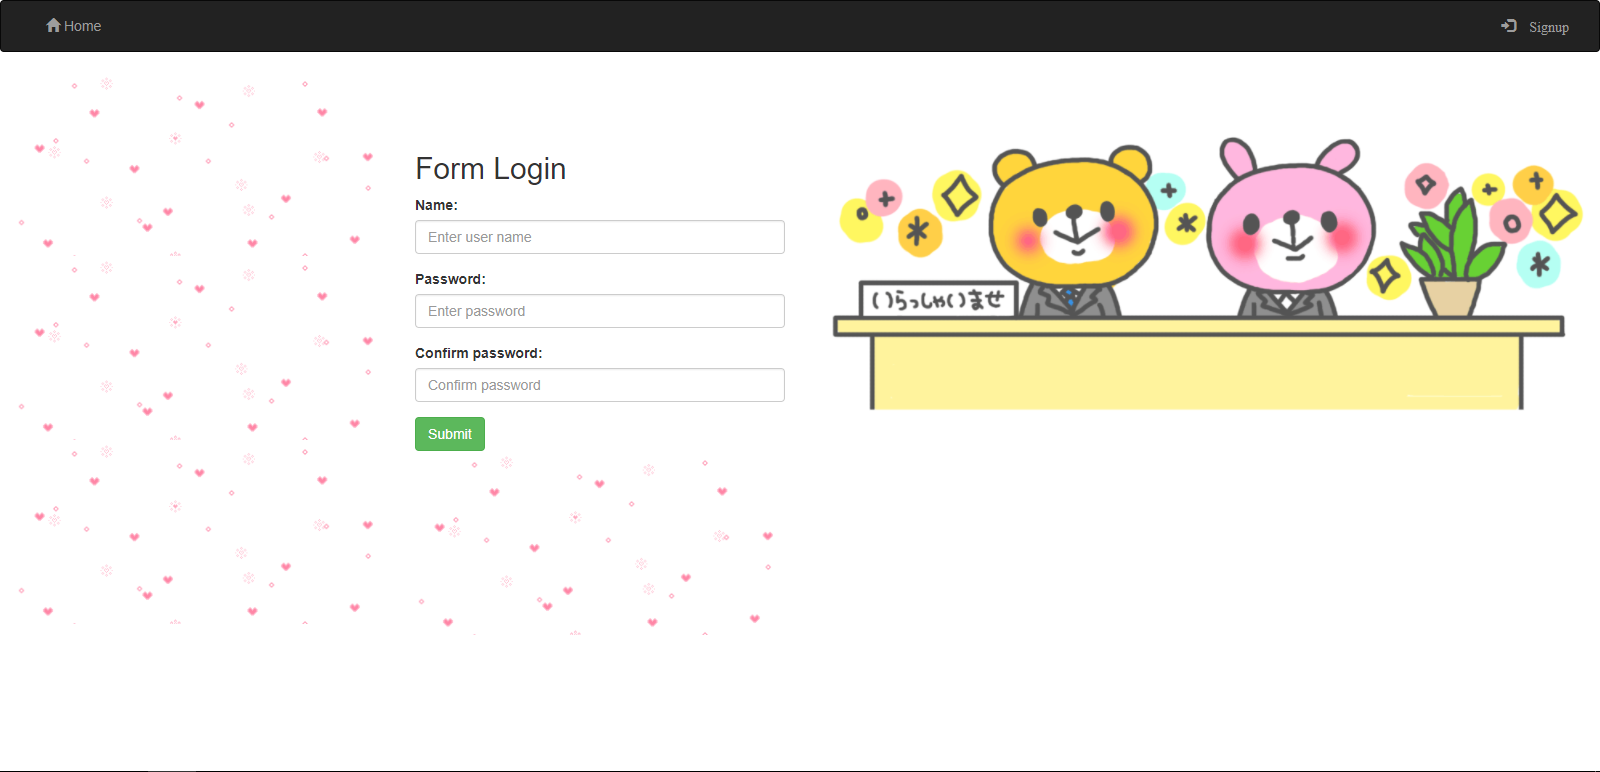 Home
Signup
Form Login
Name:
Enter user name
Password:
Enter password
Confirm password:
Confirm password
Submit
いらっしゃいませ